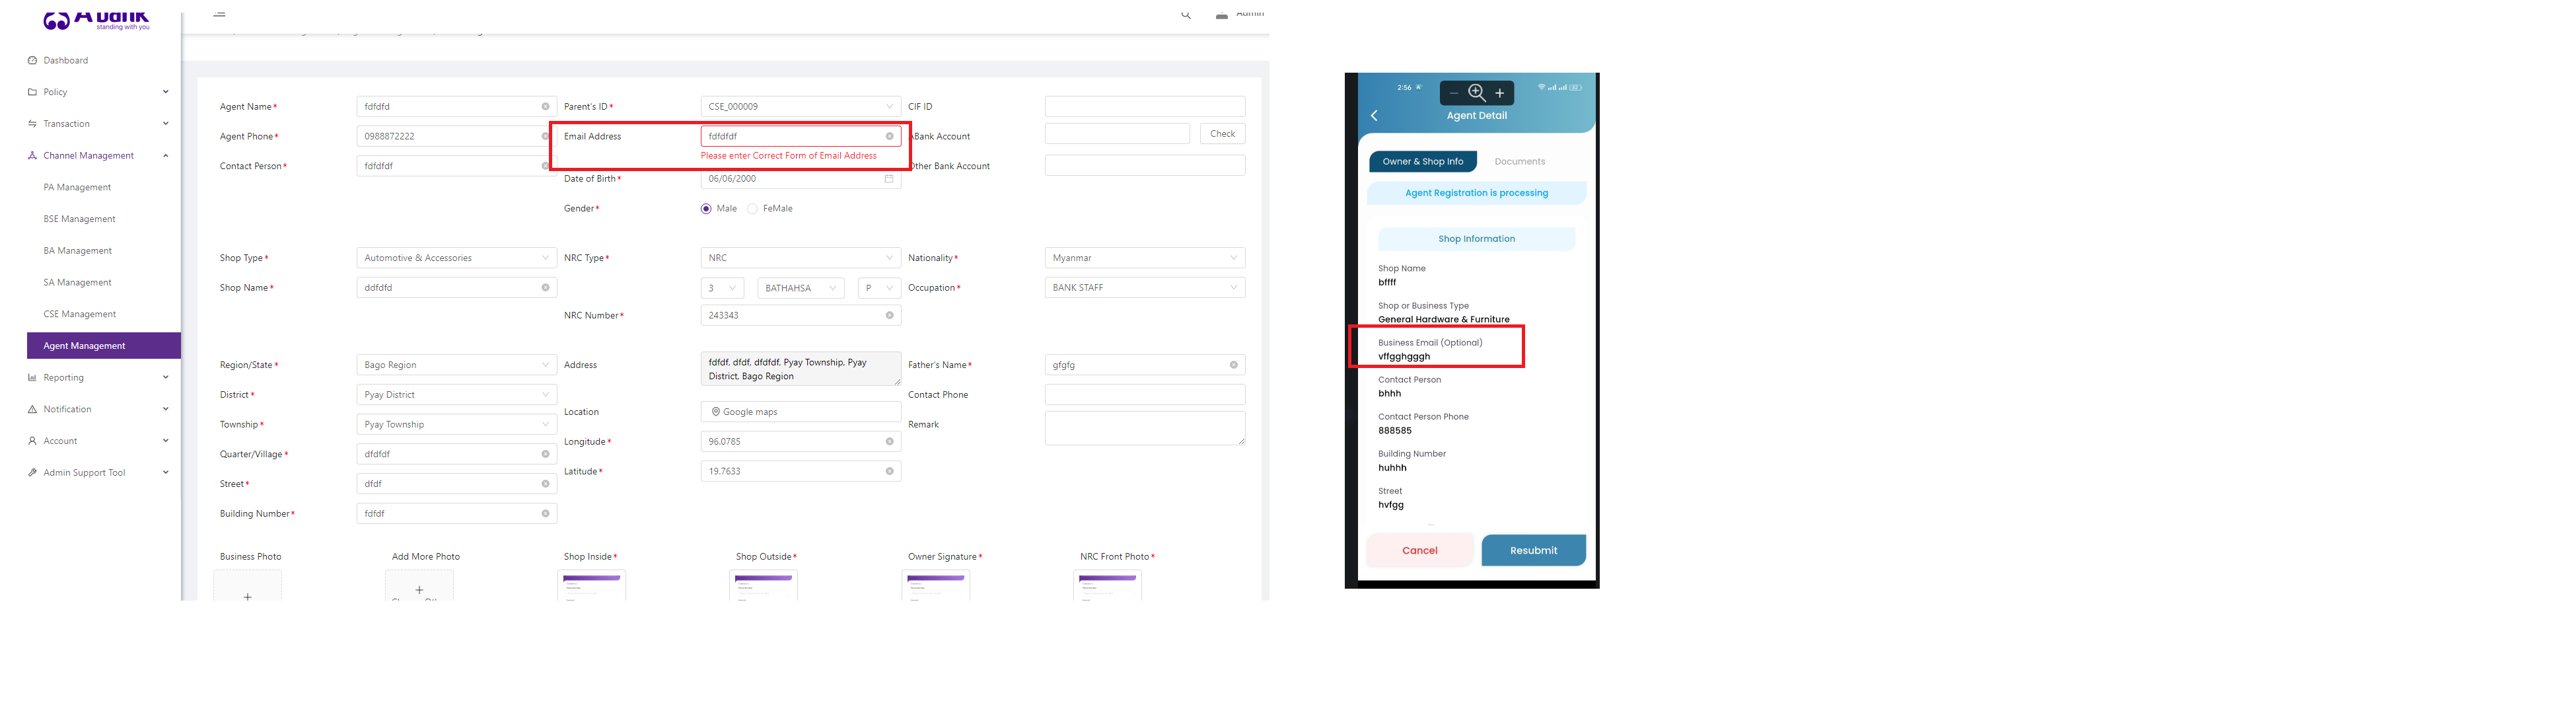 A bank
standing with you
Admin
Dashboard
Policy
Transaction
Channel Management
PA Management
BSE Management
BA Management
SA Management
CSE Management
Agent Management
Reporting
Notification
Account
Admin Support Tool
Agent Name* fdfdfd Parent's ID* CSE_000009 CIF ID
Agent Phone* 0988872222 Email Address fdfdfdf ABank Account Check
Please enter Correct Form of Email Address
Contact Person* fdfdfdf Other Bank Account
Date of Birth* 06/06/2000
Gender* Male FeMale
Shop Type* Automotive & Accessories NRC Type* NRC Nationality* Myanmar
Shop Name* ddfdfd 3 BATHAHSA P Occupation* BANK STAFF
NRC Number* 243343
Region/State* Bago Region Address fdfdf, dfdf, dfdfdf, Pyay Township, Pyay
District, Bago Region
Father's Name* gfgfg
District* Pyay District Contact Phone
Location Google maps
Township* Pyay Township Remark
Longitude* 96.0785
Quarter/Village* dfdfdf
Latitude* 19.7633
Street* dfdf
Building Number* fdfdf
Business Photo Add More Photo Shop Inside* Shop Outside* Owner Signature* NRC Front Photo*
2:56
Agent Detail
Owner & Shop Info Documents
Agent Registration is processing
Shop Information
Shop Name
bffff
Shop or Business Type
General Hardware & Furniture
Business Email (Optional)
vffgghgggh
Contact Person
bhhh
Contact Person Phone
888585
Building Number
huhhh
Street
hvfgg
Cancel Resubmit